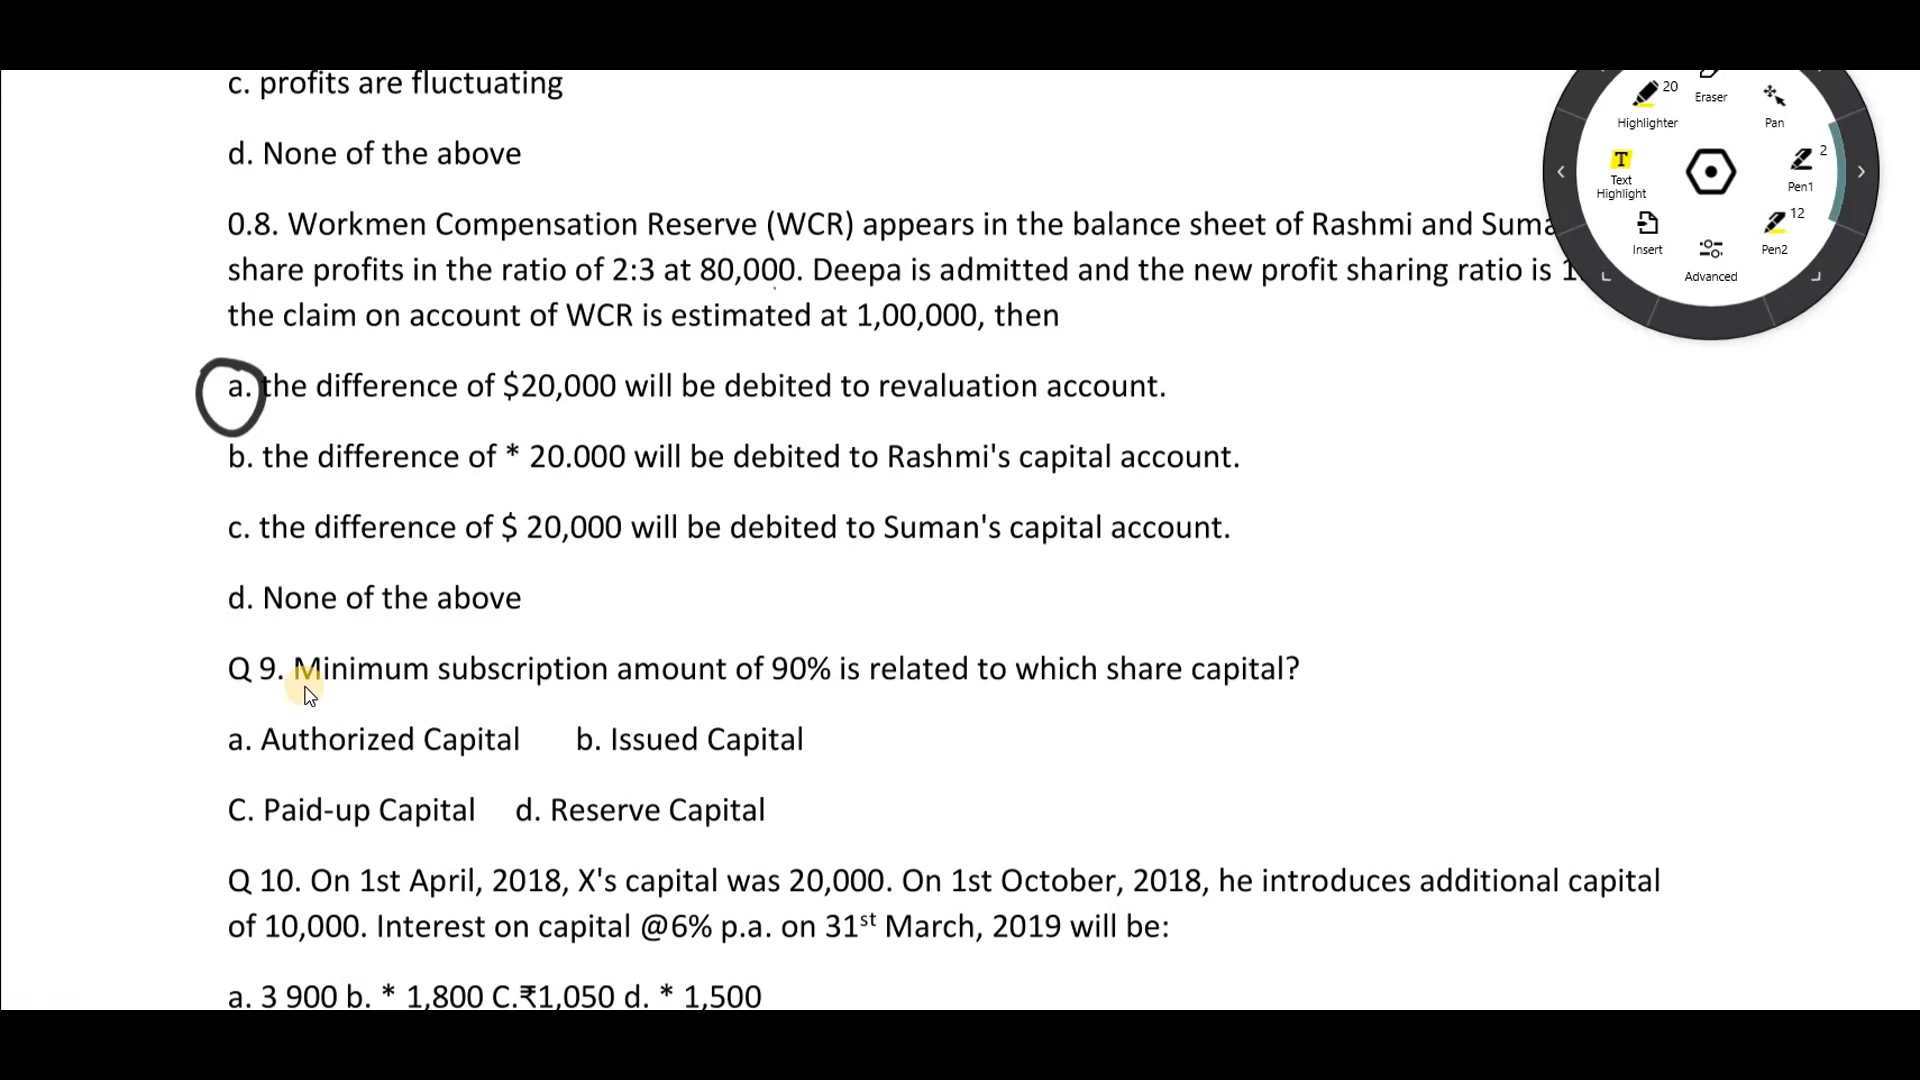 c. profits are fluctuating
d. None of the above
0.8. Workmen Compensation Reserve (WCR) appears in the balance sheet of Rashmi and
share profits in the ratio of 2:3 at 80,000. Deepa is admitted and the new profit sharing ratio is 1
the claim on account of WCR is estimated at 1,00,000, then
a. the difference of $20,000 will be debited to revaluation account.
b. the difference of * 20.000 will be debited to Rashmi's capital account.
c. the difference of $ 20,000 will be debited to Suman's capital account.
d. None of the above
Q 9. Minimum subscription amount of 90% is related to which share capital?
a. Authorized Capital b. Issued Capital
C. Paid-up Capital d. Reserve Capital
Q 10. On 1st April, 2018, X's capital was 20,000. On 1st October, 2018, he introduces additional capital
of 10,000. Interest on capital @6% p.a. on 31st March, 2019 will be:
a. 3 900 b. * 1,800 C.₹1,050 d. * 1,500
20
Highlighter
Eraser
Pan
T
Text
Highlight
2
Pen1
Insert
12
Pen2
Advanced